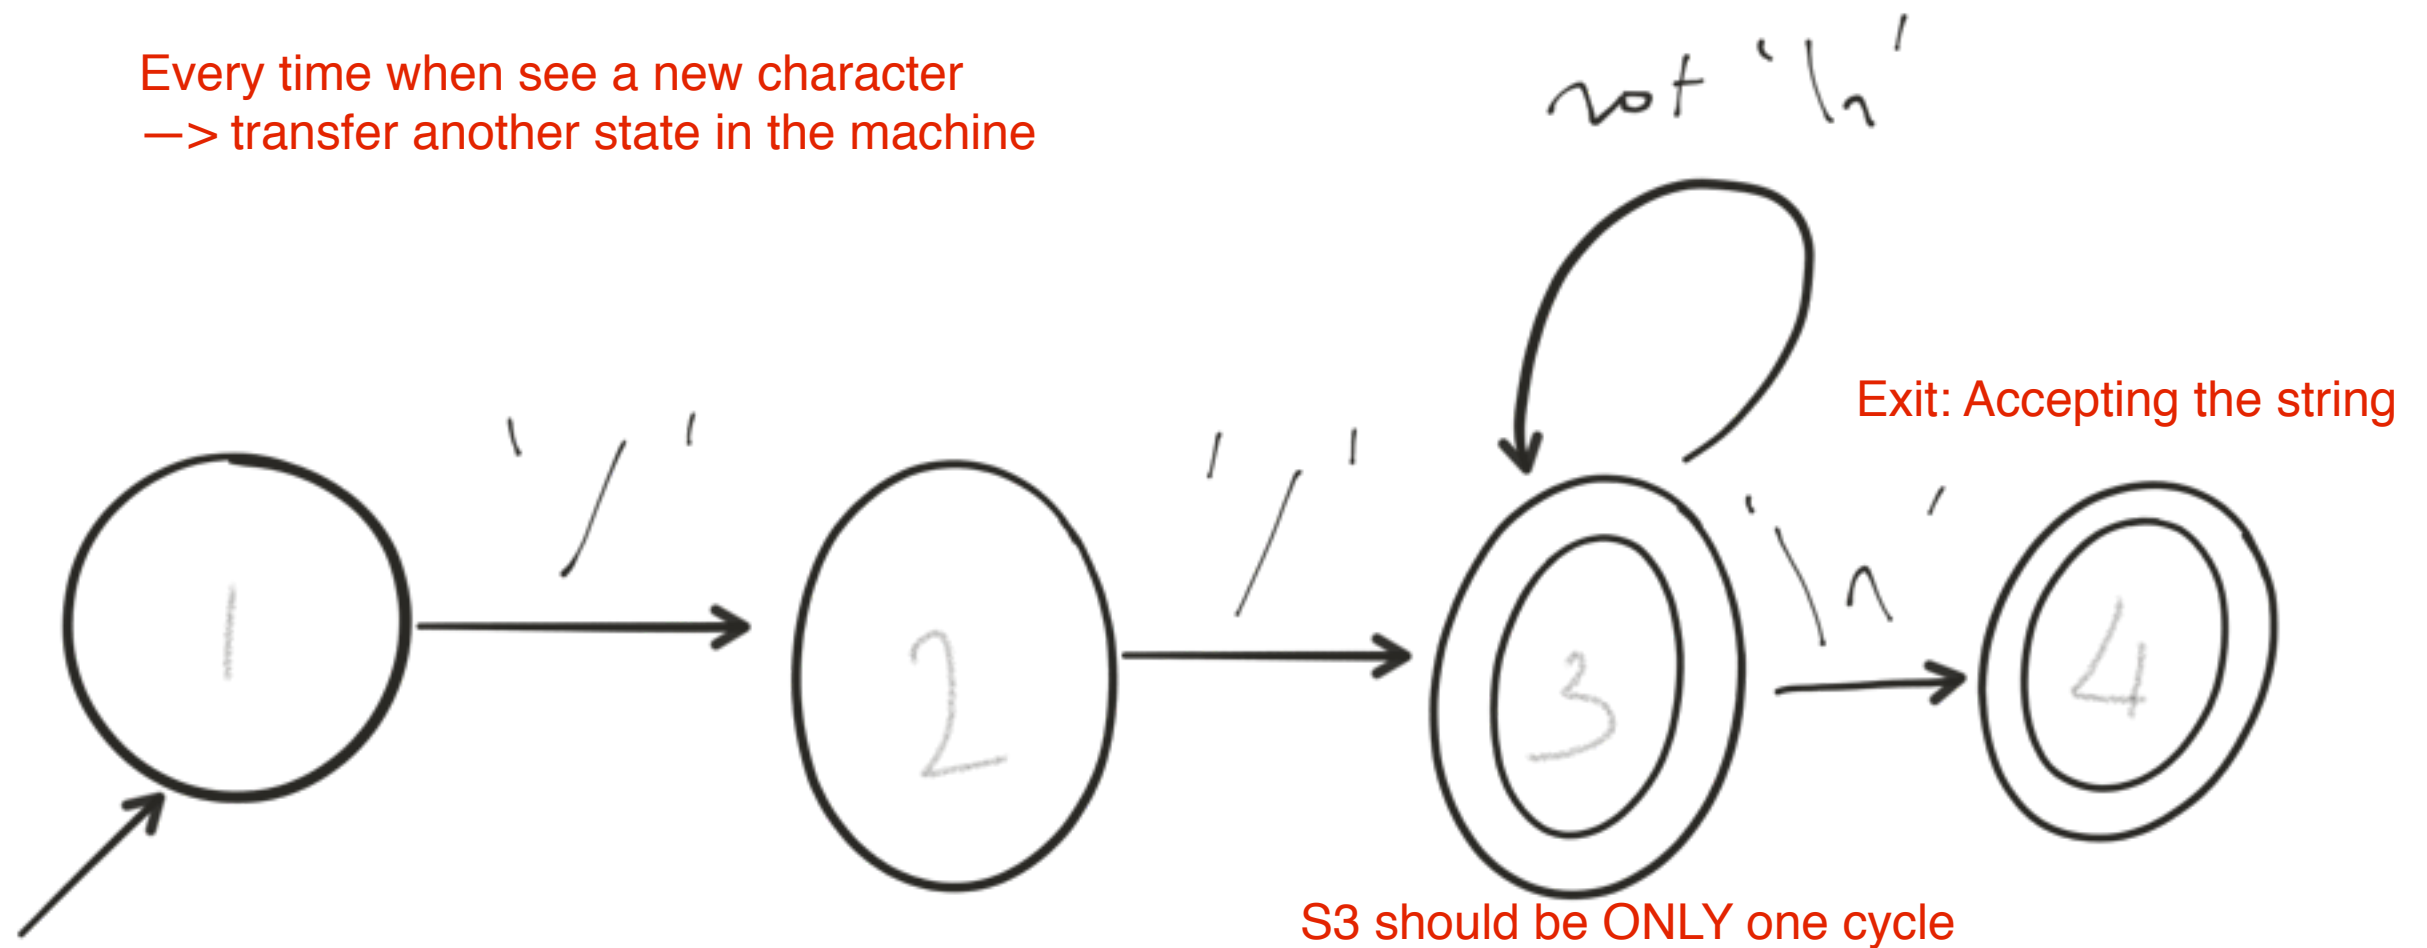 Every time when see a new character
—> transfer another state in the machine
not '\n'
Exit: Accepting the string
'/'
'/'
'\n'
1
2
3
4
S3 should be ONLY one cycle